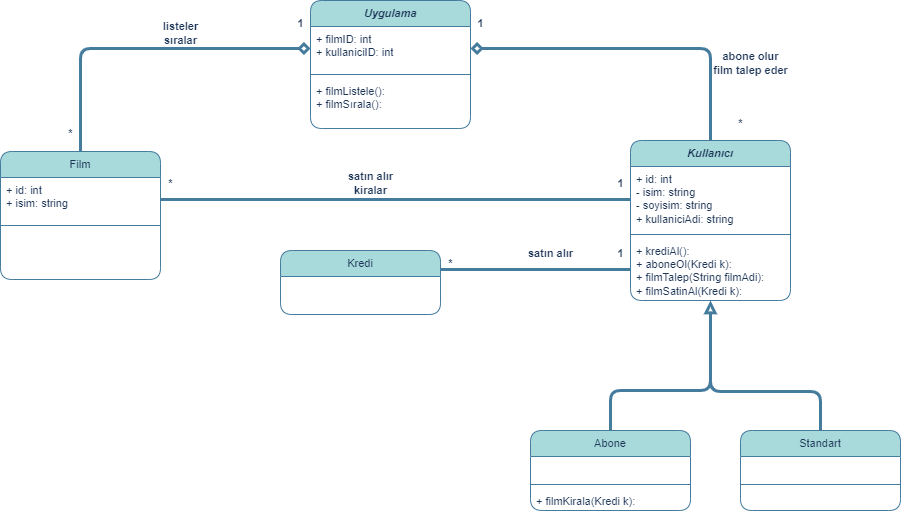 Uygulama
+ filmID: int
+ kullaniciID: int
+ filmListele():
+ filmSırala():
1
1
listeler
sıralar
*
abone olur
film talep eder
*
Film
+ id: int
+ isim: string
*
satın alır
kiralar
1
Kullanıcı
+ id: int
- isim: string
- soyisim: string
+ kullaniciAdi: string
+ krediAl():
+ aboneOl(Kredi k):
+ filmTalep(String filmAdi):
+ filmSatinAl(Kredi k):
Kredi
*
satın alır
1
Abone
+ filmKirala(Kredi k):
Standart